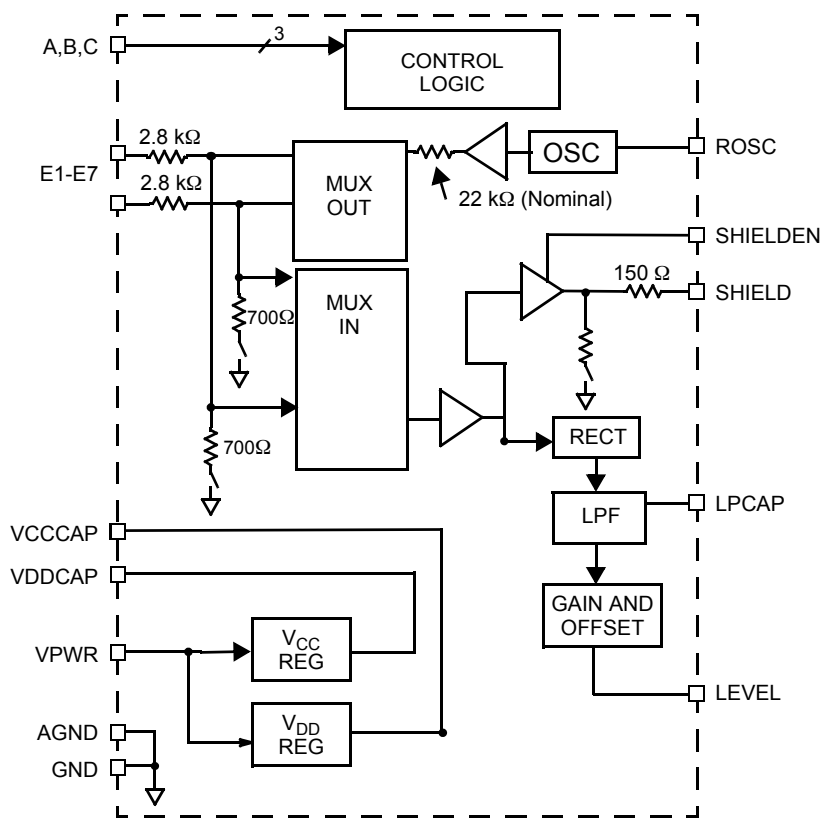 A,B,C
3
CONTROL
LOGIC
2.8 kΩ
E1-E7
2.8 kΩ
MUX
OUT
OSC
ROSC
22 kΩ (Nominal)
SHIELDEN
150 Ω
SHIELD
MUX
IN
700Ω
700Ω
RECT
LPF
LPCAP
VCCCAP
VDDCAP
GAIN AND
OFFSET
VPWR
VCC
REG
LEVEL
VDD
REG
AGND
GND